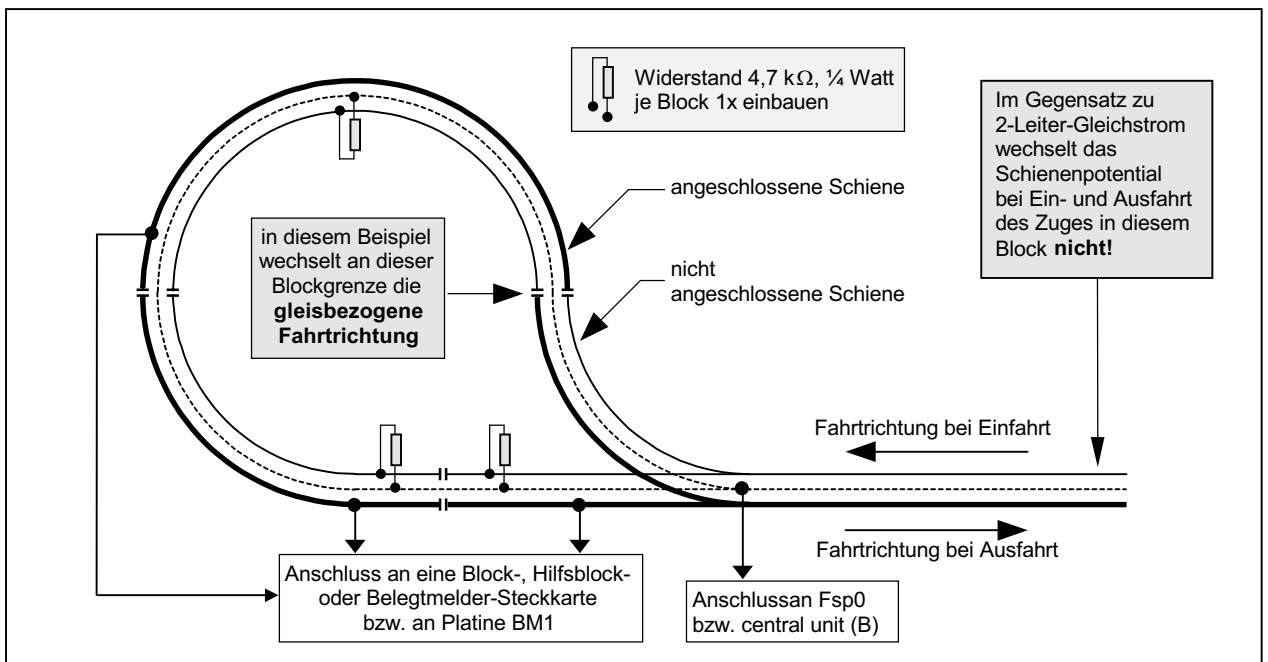 Widerstand 4,7 kΩ, ¼ Watt
je Block 1x einbauen
Im Gegensatz zu
2-Leiter-Gleichstrom
wechselt das
Schienenpotential
bei Ein- und Ausfahrt
des Zuges in diesem
Block nicht!
angeschlossene Schiene
in diesem Beispiel
wechselt an dieser
Blockgrenze die
gleisbezogene
Fahrtrichtung
nicht
angeschlossene Schiene
Fahrtrichtung bei Einfahrt
Fahrtrichtung bei Ausfahrt
Anschluss an eine Block-, Hilfsblock-
oder Belegtmelder-Steckkarte
bzw. an Platine BM1
Anschlussan Fsp0
bzw. central unit (B)